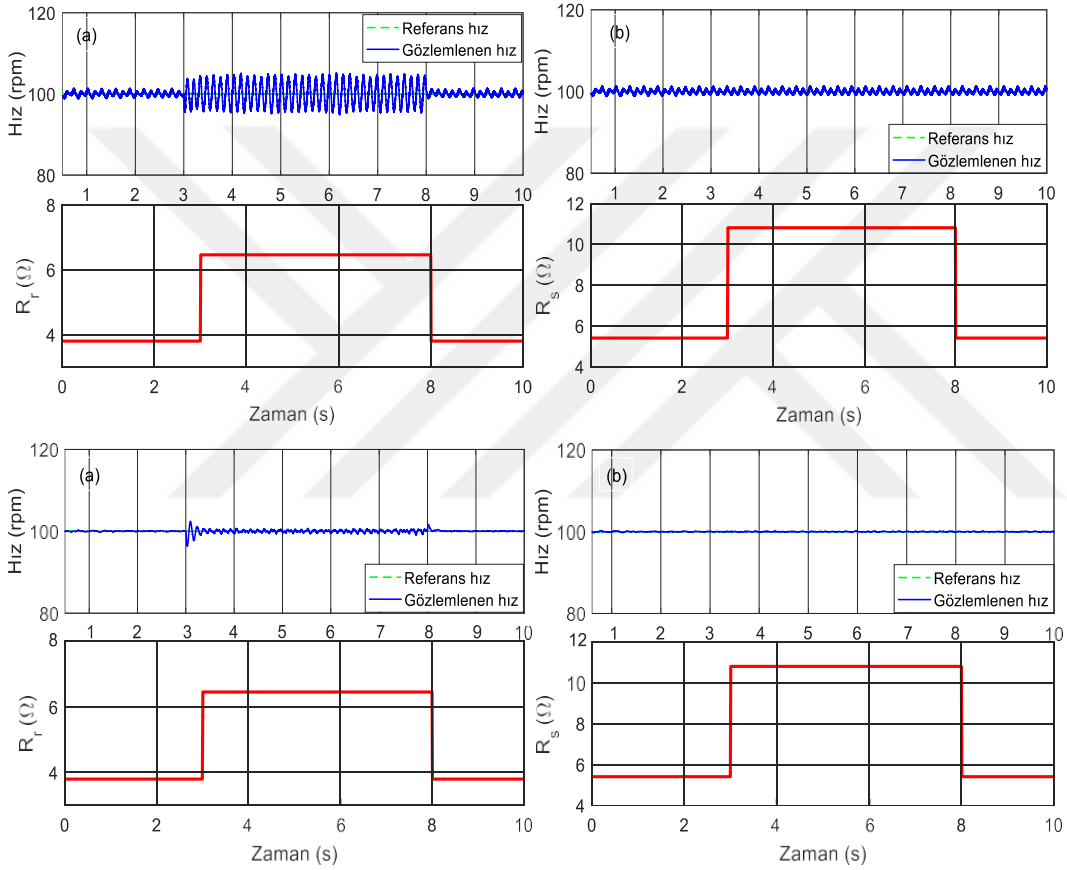 120
100
80
Hız (rpm)
(a)
Referans hız
Gözlemlenen hız
1 2 3 4 5 6 7 8 9 10
8
6
4
R_r (Ω)
0 2 4 6 8 10
Zaman (s)
120
100
80
Hız (rpm)
(b)
Referans hız
Gözlemlenen hız
1 2 3 4 5 6 7 8 9 10
12
10
8
6
4
R_s (Ω)
0 2 4 6 8 10
Zaman (s)
120
100
80
Hız (rpm)
(a)
Referans hız
Gözlemlenen hız
1 2 3 4 5 6 7 8 9 10
8
6
4
R_r (Ω)
0 2 4 6 8 10
Zaman (s)
120
100
80
Hız (rpm)
(b)
Referans hız
Gözlemlenen hız
1 2 3 4 5 6 7 8 9 10
12
10
8
6
4
R_s (Ω)
0 2 4 6 8 10
Zaman (s)